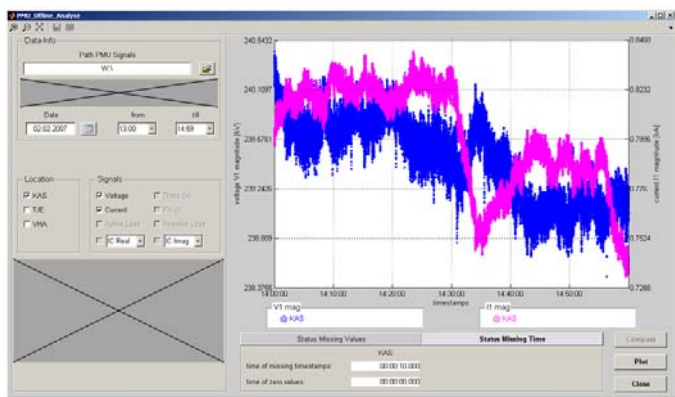 PMU_Offline_Analyse
Data-Info
Path PMU Signals
W:\
Date
from
till
02.02.2007
13:00
14:59
Location
KAS
TJE
VHA
Signals
Voltage
Current
Active Load
Reactive Load
IC Real
IC Imag
240.5432
240.1097
239.6761
239.2426
238.809
238.3755
voltage V1 magnitude [kV]
0.8460
0.8232
0.7996
0.776
0.7524
0.7288
current I1 magnitude [kA]
14:00:00
14:10:00
14:20:00
14:30:00
14:40:00
14:50:00
timestamps
V1 mag
@ KAS
I1 mag
@ KAS
Status Missing Values
Status Missing Time
KAS
time of missing timestamps:
00:00:10.000
time of zero values:
00:00:00.000
Compare
Plot
Close